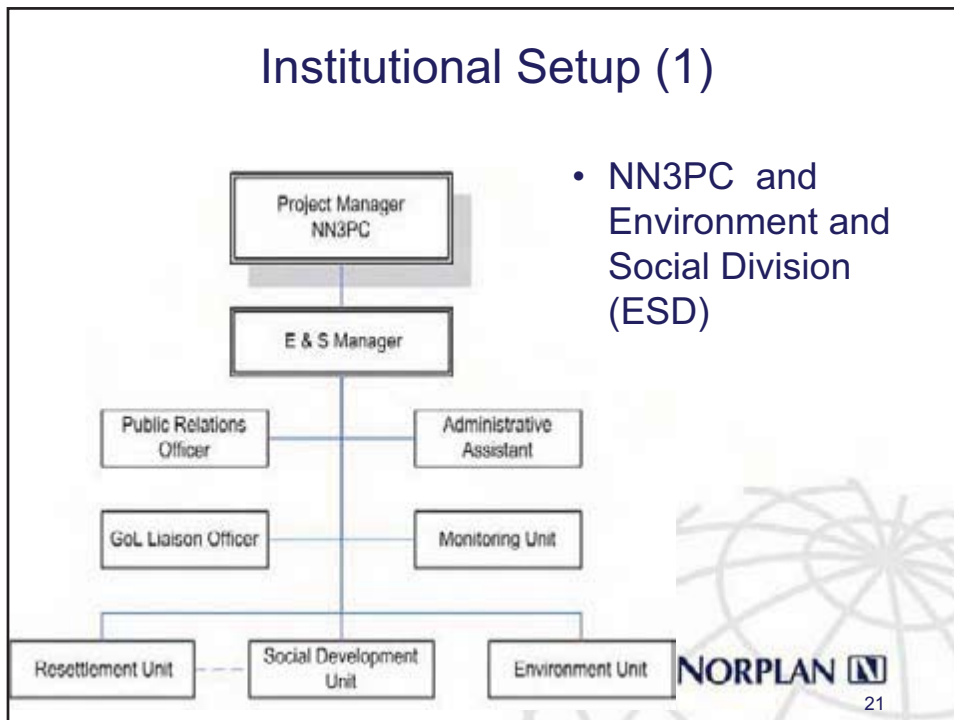 Institutional Setup (1)
Project Manager
NN3PC
E & S Manager
Public Relations
Officer
Administrative
Assistant
GoL Liaison Officer
Monitoring Unit
Resettlement Unit
Social Development
Unit
Environment Unit
• NN3PC and
Environment and
Social Division
(ESD)
NORPLAN N
21